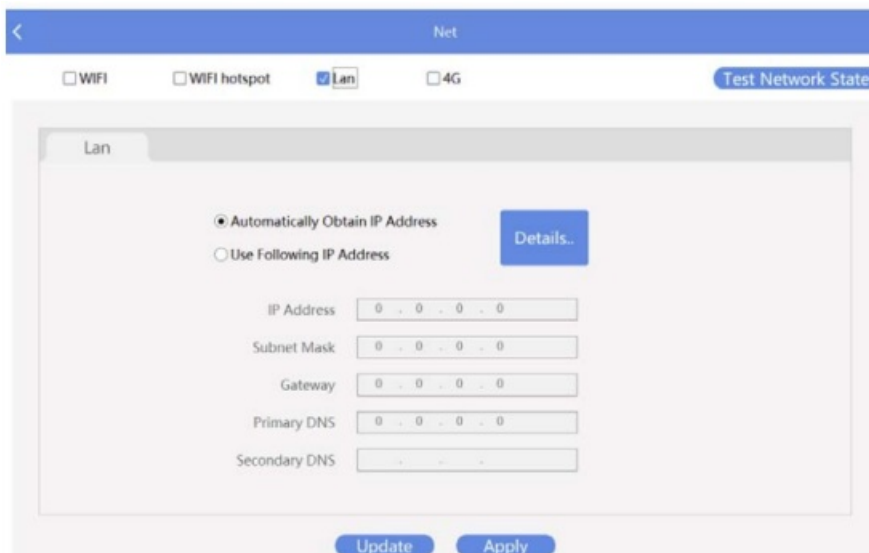 Net
WIFI WIFI hotspot Lan 4G Test Network State
Lan
Automatically Obtain IP Address
Details..
Use Following IP Address
IP Address 0 . 0 . 0 . 0
Subnet Mask 0 . 0 . 0 . 0
Gateway 0 . 0 . 0 . 0
Primary DNS 0 . 0 . 0 . 0
Secondary DNS . . .
Update Apply